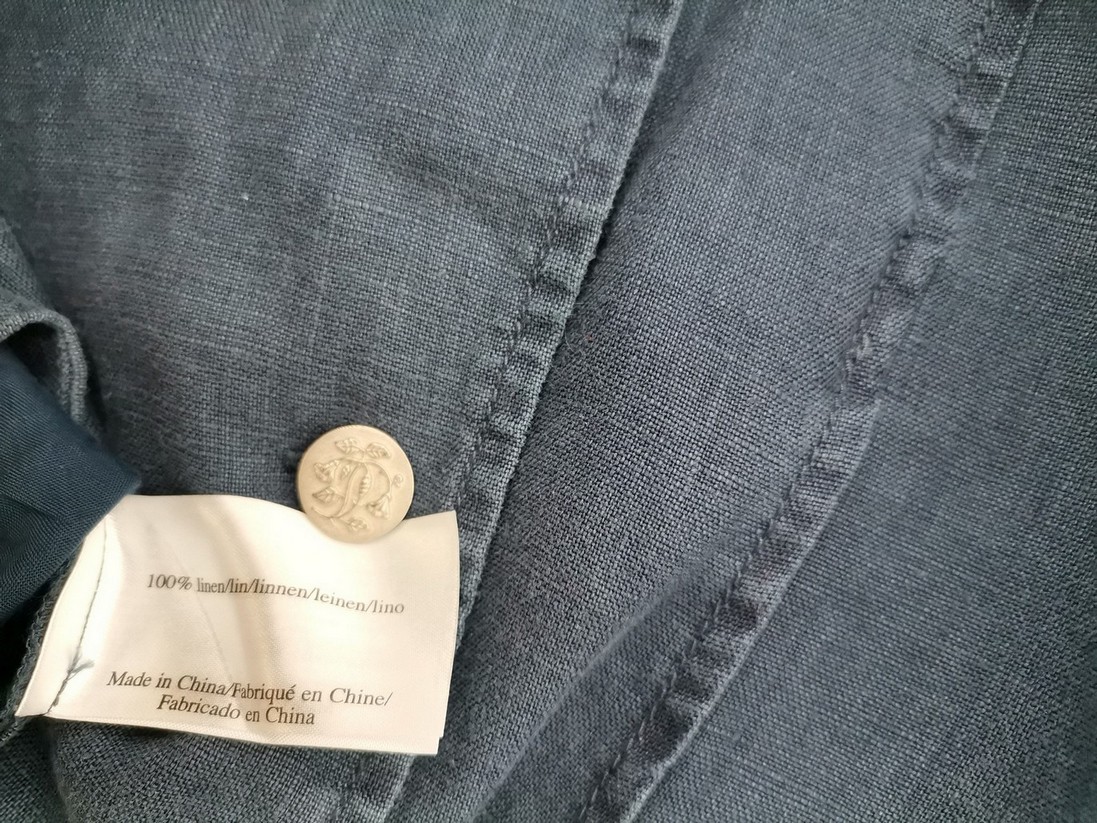 100% linen/lin/linnen/leinen/lino
Made in China/Fabriqué en Chine/
Fabricado en China